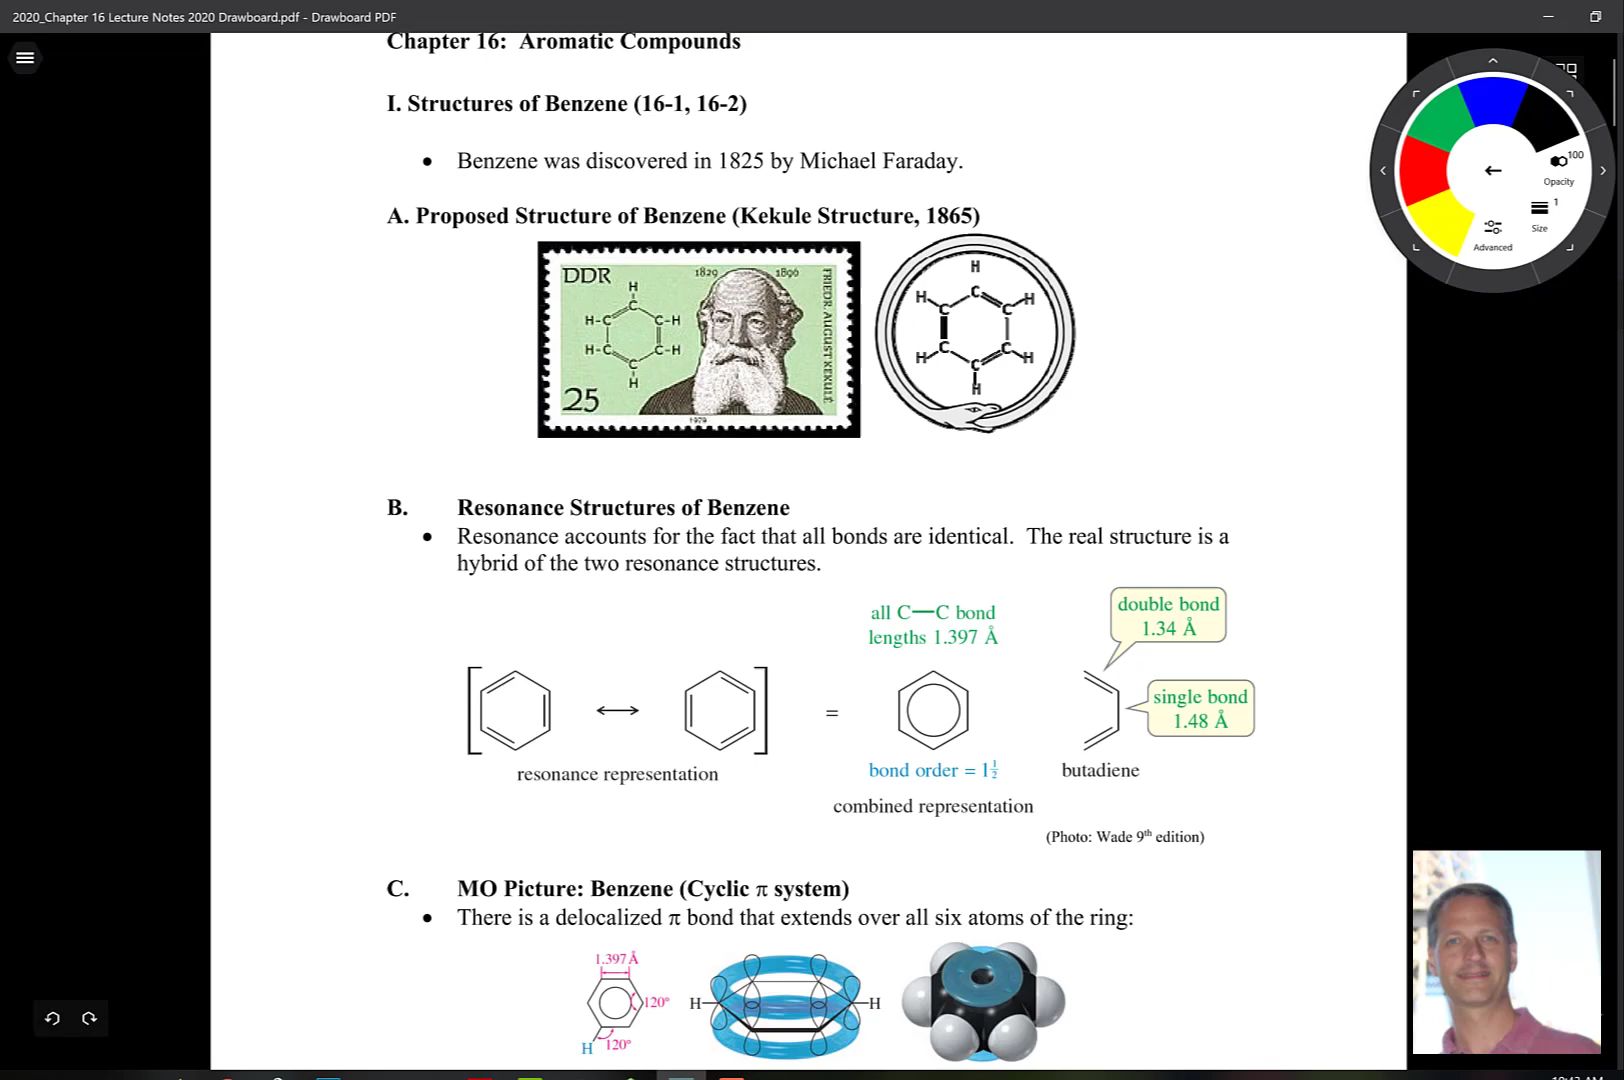 2020_Chapter 16 Lecture Notes 2020 Drawboard.pdf - Drawboard PDF
Chapter 16:  Aromatic Compounds
I. Structures of Benzene (16-1, 16-2)
• Benzene was discovered in 1825 by Michael Faraday.
100
Opacity
1
Size
Advanced
A. Proposed Structure of Benzene (Kekule Structure, 1865)
DDR 1829 1896
FRIEDR. AUGUST KEKULÉ
H
C
H-C C-H
H-C C-H
C
H
25
1979
H
H C H
C C
C C
H C H
H
B. Resonance Structures of Benzene
• Resonance accounts for the fact that all bonds are identical.  The real structure is a
hybrid of the two resonance structures.
all C—C bond
lengths 1.397 Å
double bond
1.34 Å
single bond
1.48 Å
=
resonance representation
bond order = 1½
combined representation
butadiene
(Photo: Wade 9th edition)
C. MO Picture: Benzene (Cyclic π system)
• There is a delocalized π bond that extends over all six atoms of the ring:
1.397 Å
120°
H
120°
H H